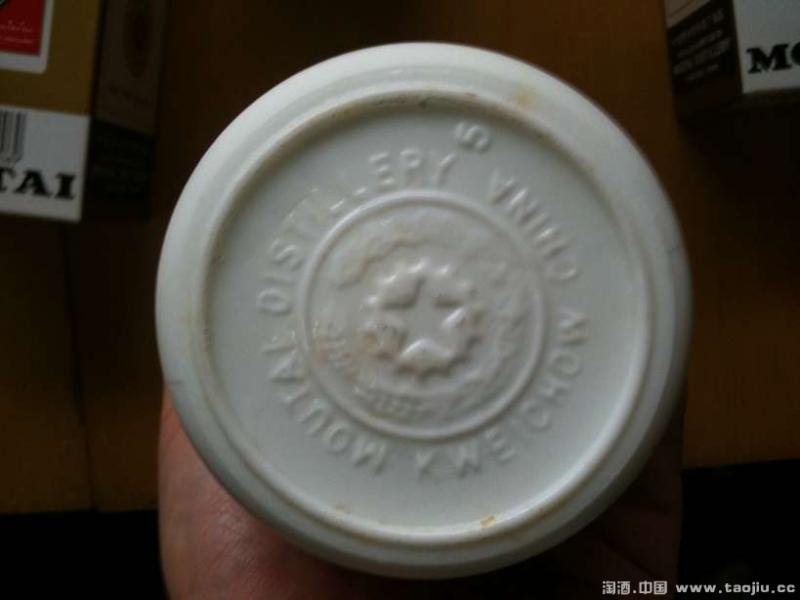 MOUTAI DISTILLERY
KWEICHOW CHINA
5
TAI
MO
淘酒.中国 www.taojiu.cc